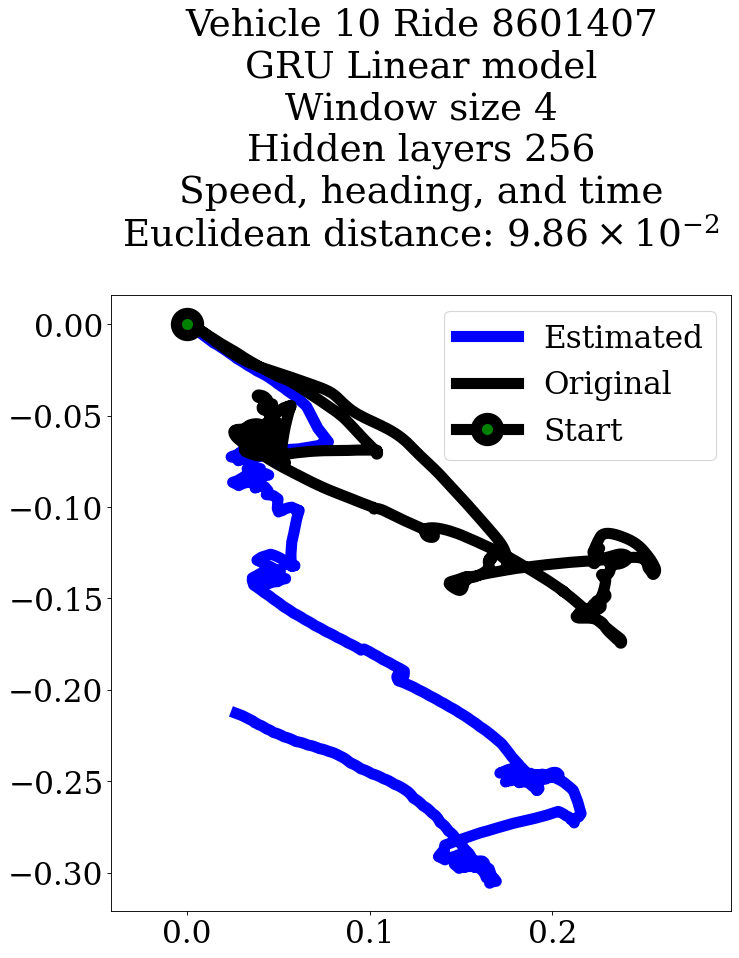 Vehicle 10 Ride 8601407
GRU Linear model
Window size 4
Hidden layers 256
Speed, heading, and time
Euclidean distance: 9.86 × 10⁻²
Estimated
Original
Start
0.00
−0.05
−0.10
−0.15
−0.20
−0.25
−0.30
0.0 0.1 0.2